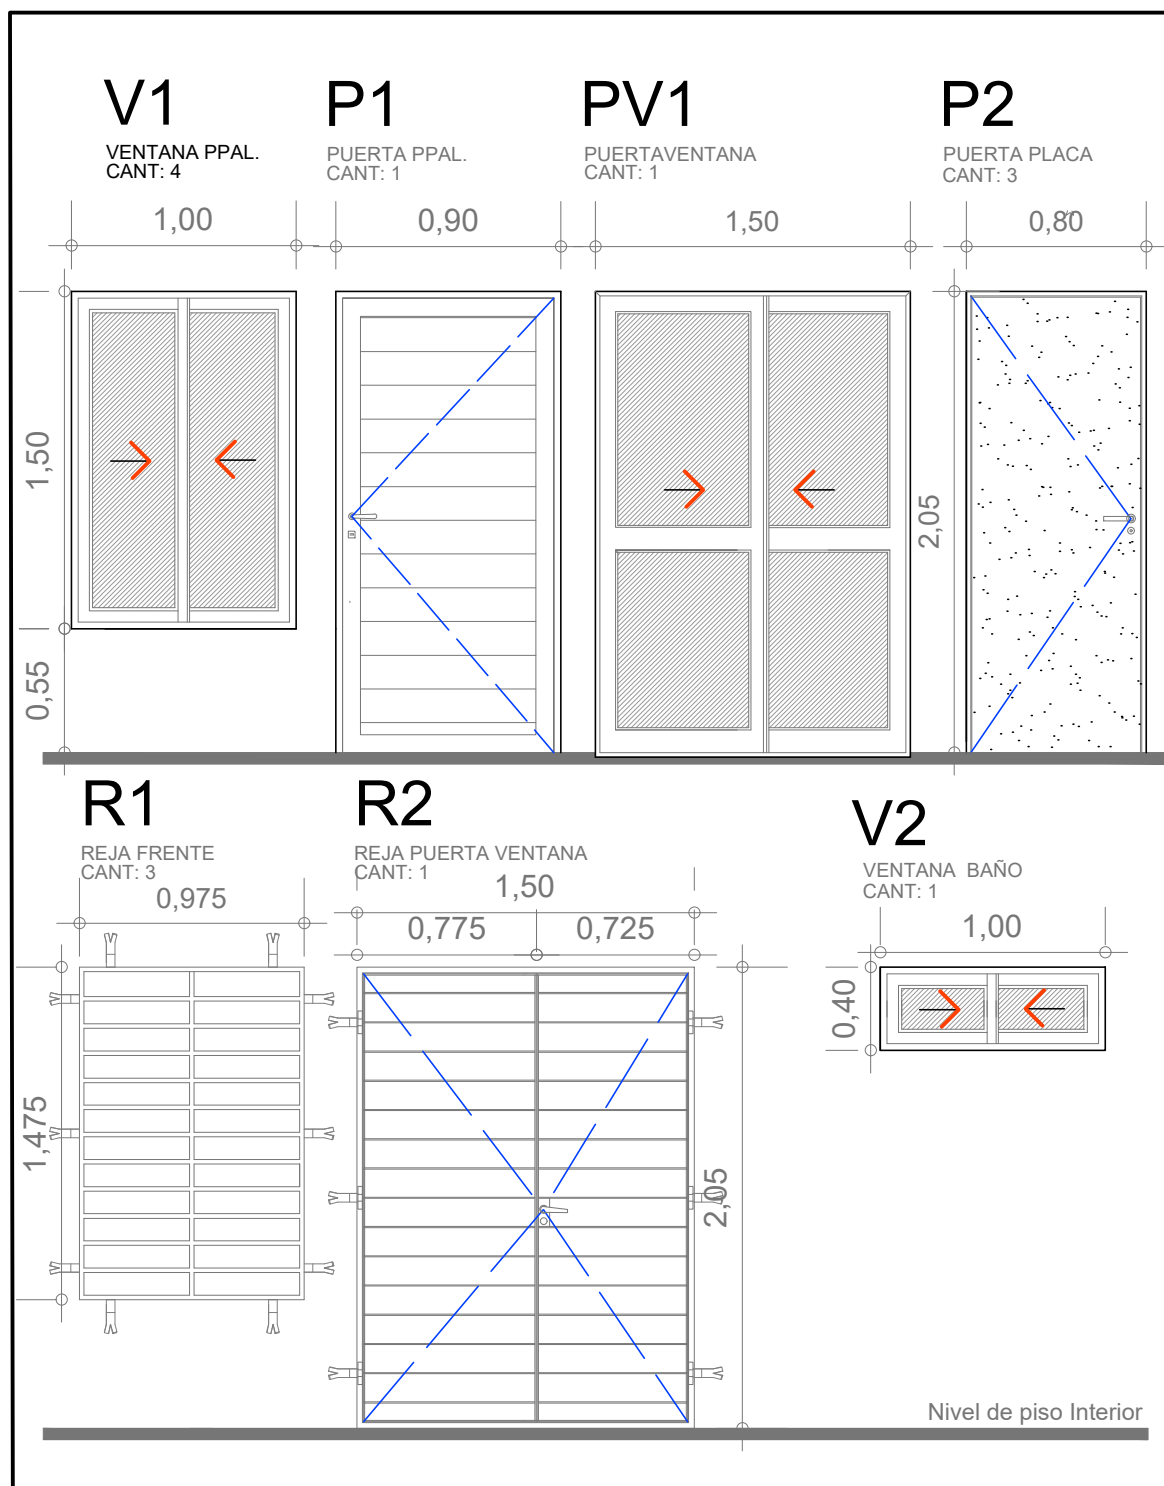 V1
VENTANA PPAL.
CANT: 4
P1
PUERTA PPAL.
CANT: 1
PV1
PUERTAVENTANA
CANT: 1
P2
PUERTA PLACA
CANT: 3
1,00
0,90
1,50
0,80
1,50
0,55
2,05
R1
REJA FRENTE
CANT: 3
R2
REJA PUERTA VENTANA
CANT: 1
V2
VENTANA BAÑO
CANT: 1
0,975
1,50
0,775
0,725
1,00
0,40
1,475
2,05
Nivel de piso Interior